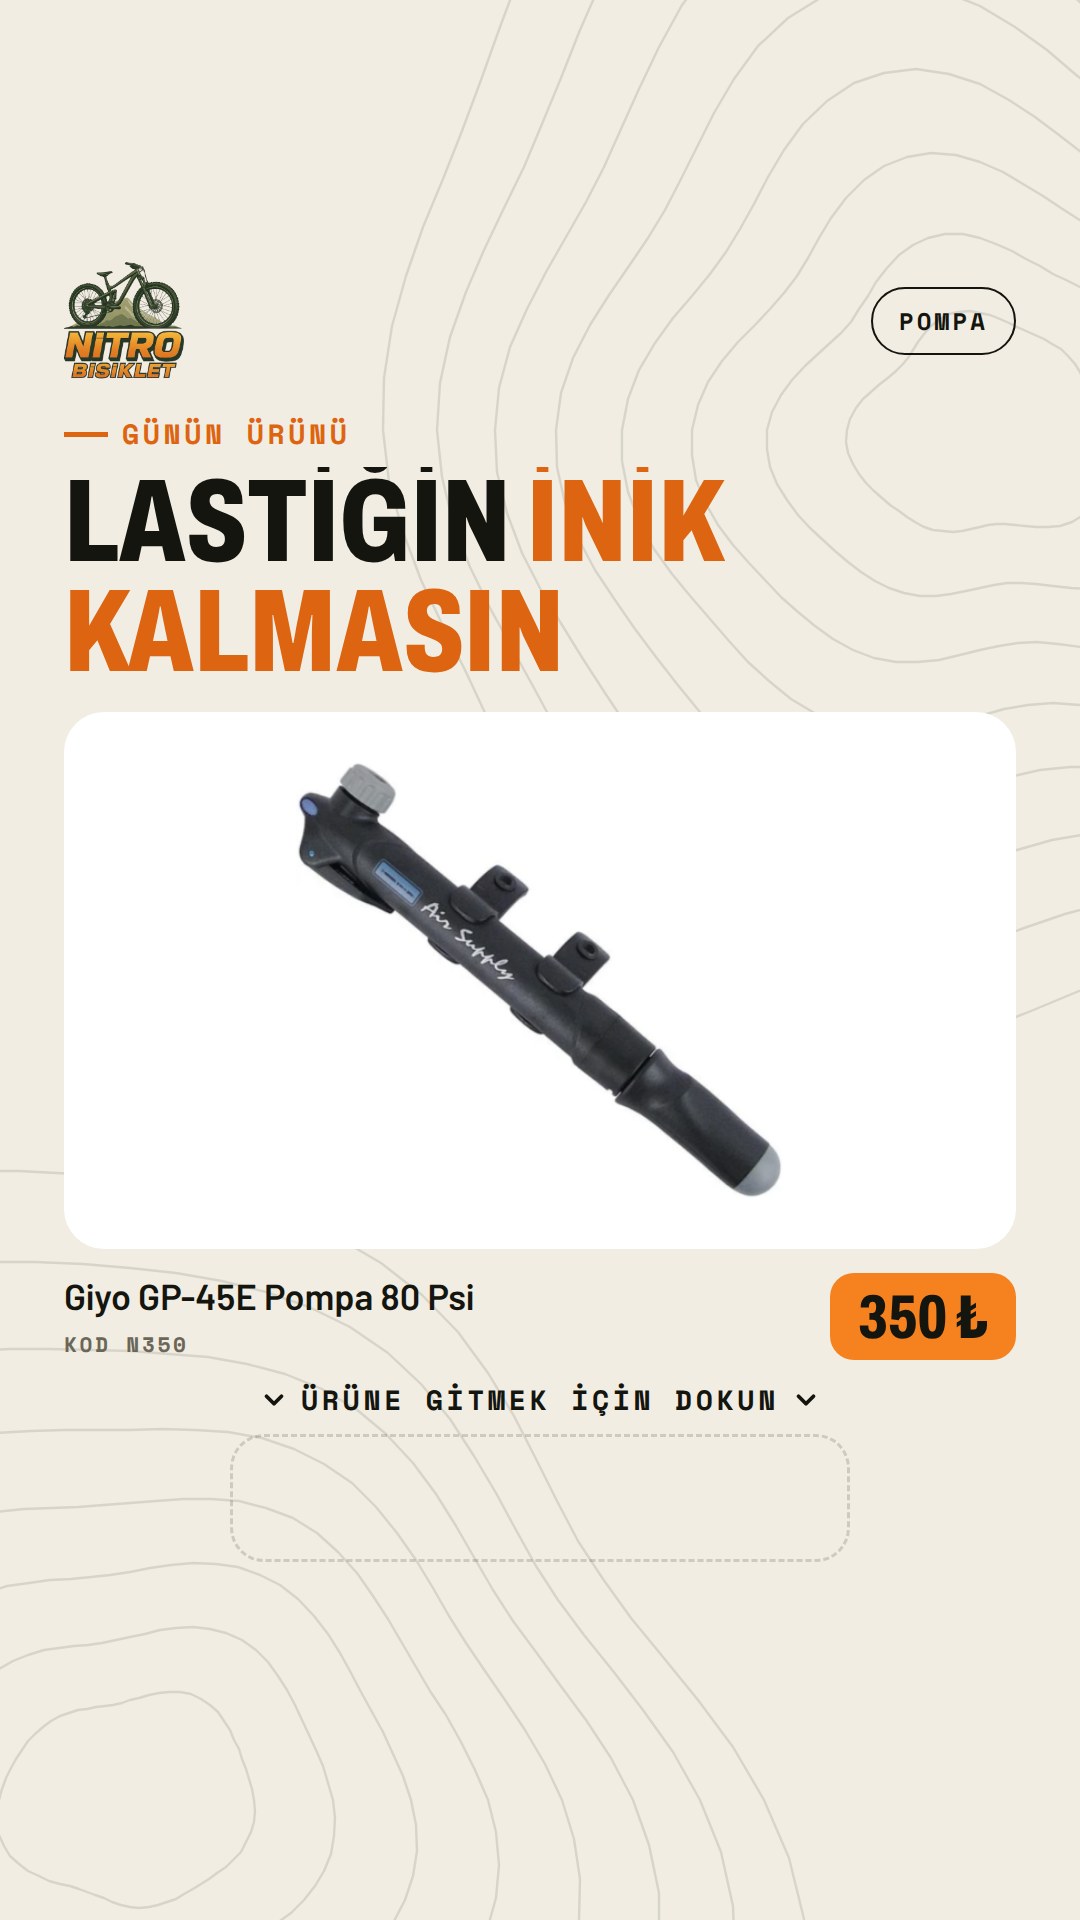 NiTRO
BiSiKLET
POMPA
GÜNÜN ÜRÜNÜ
LASTİĞİN İNİK
KALMASIN
Air Supply
Giyo GP-45E Pompa 80 Psi
350 ₺
KOD N350
ÜRÜNE GİTMEK İÇİN DOKUN